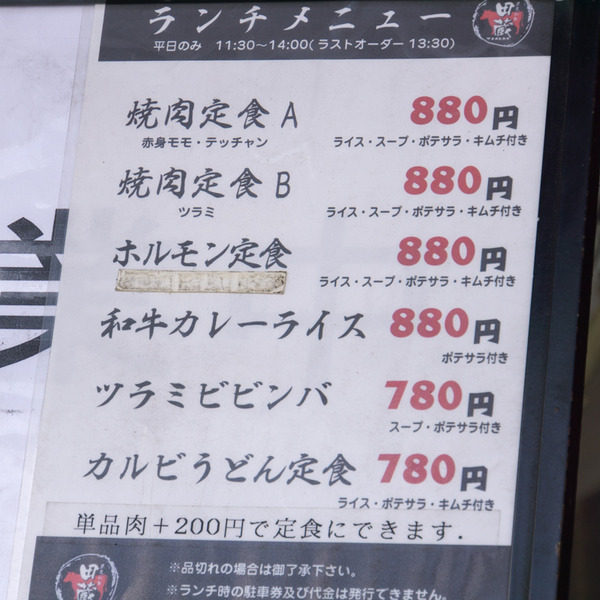 ランチメニュー
平日のみ 11:30～14:00(ラストオーダー 13:30)
焼肉定食 A 880円
赤身モモ・テッチャン ライス・スープ・ポテサラ・キムチ付き
焼肉定食 B 880円
ツラミ ライス・スープ・ポテサラ・キムチ付き
ホルモン定食 880円
ライス・スープ・ポテサラ・キムチ付き
和牛カレーライス 880円
ポテサラ付き
ツラミビビンバ 780円
スープ・ポテサラ付き
カルビうどん定食 780円
ライス・ポテサラ・キムチ付き
単品肉＋200円で定食にできます.
※品切れの場合は御了承下さい。
※ランチ時の駐車券及び代金は発行できません。